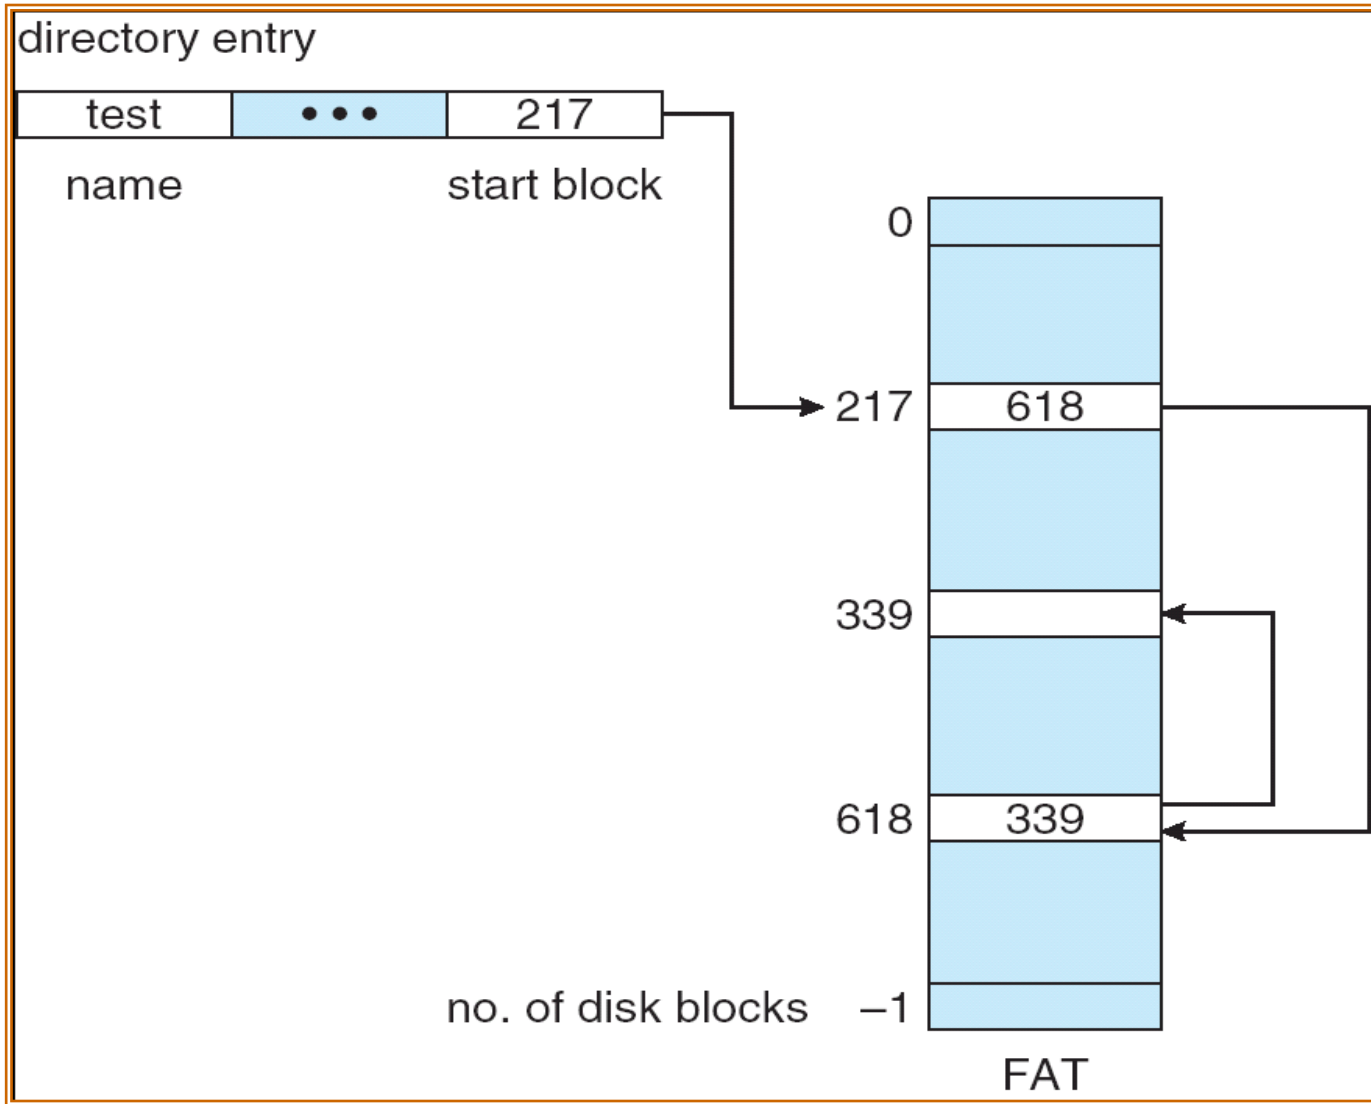 directory entry
test ••• 217
name start block
0
217 618
339
618 339
no. of disk blocks –1
FAT